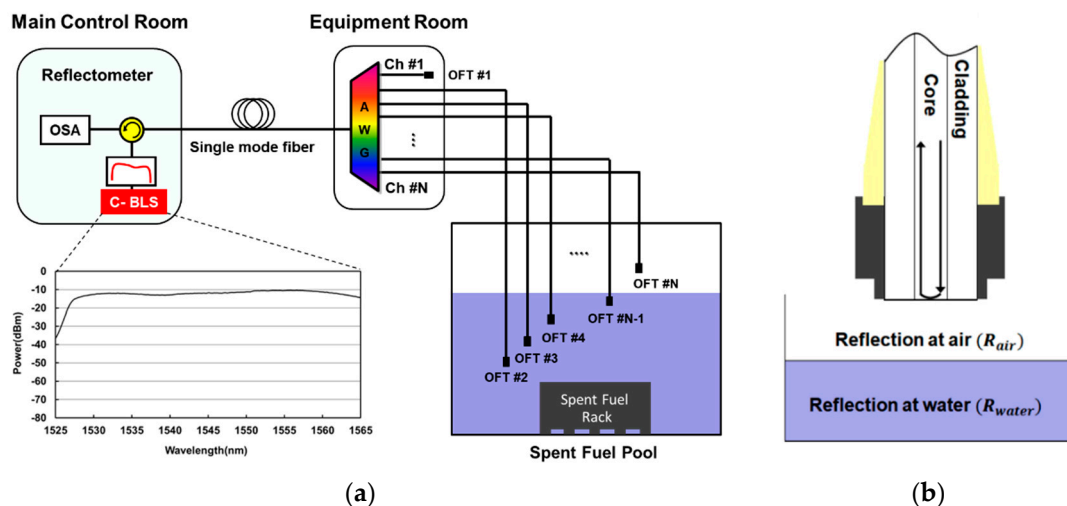 Main Control Room
Equipment Room
Reflectometer
OSA
C- BLS
Single mode fiber
A
W
G
Ch #1
OFT #1
Ch #N
OFT #N
OFT #N-1
OFT #4
OFT #3
OFT #2
Spent Fuel
Rack
Spent Fuel Pool
Power(dBm)
0
-10
-20
-30
-40
-50
-60
-70
-80
1525 1530 1535 1540 1545 1550 1555 1560 1565
Wavelength(nm)
(a)
Core
Cladding
Reflection at air (R_air)
Reflection at water (R_water)
(b)